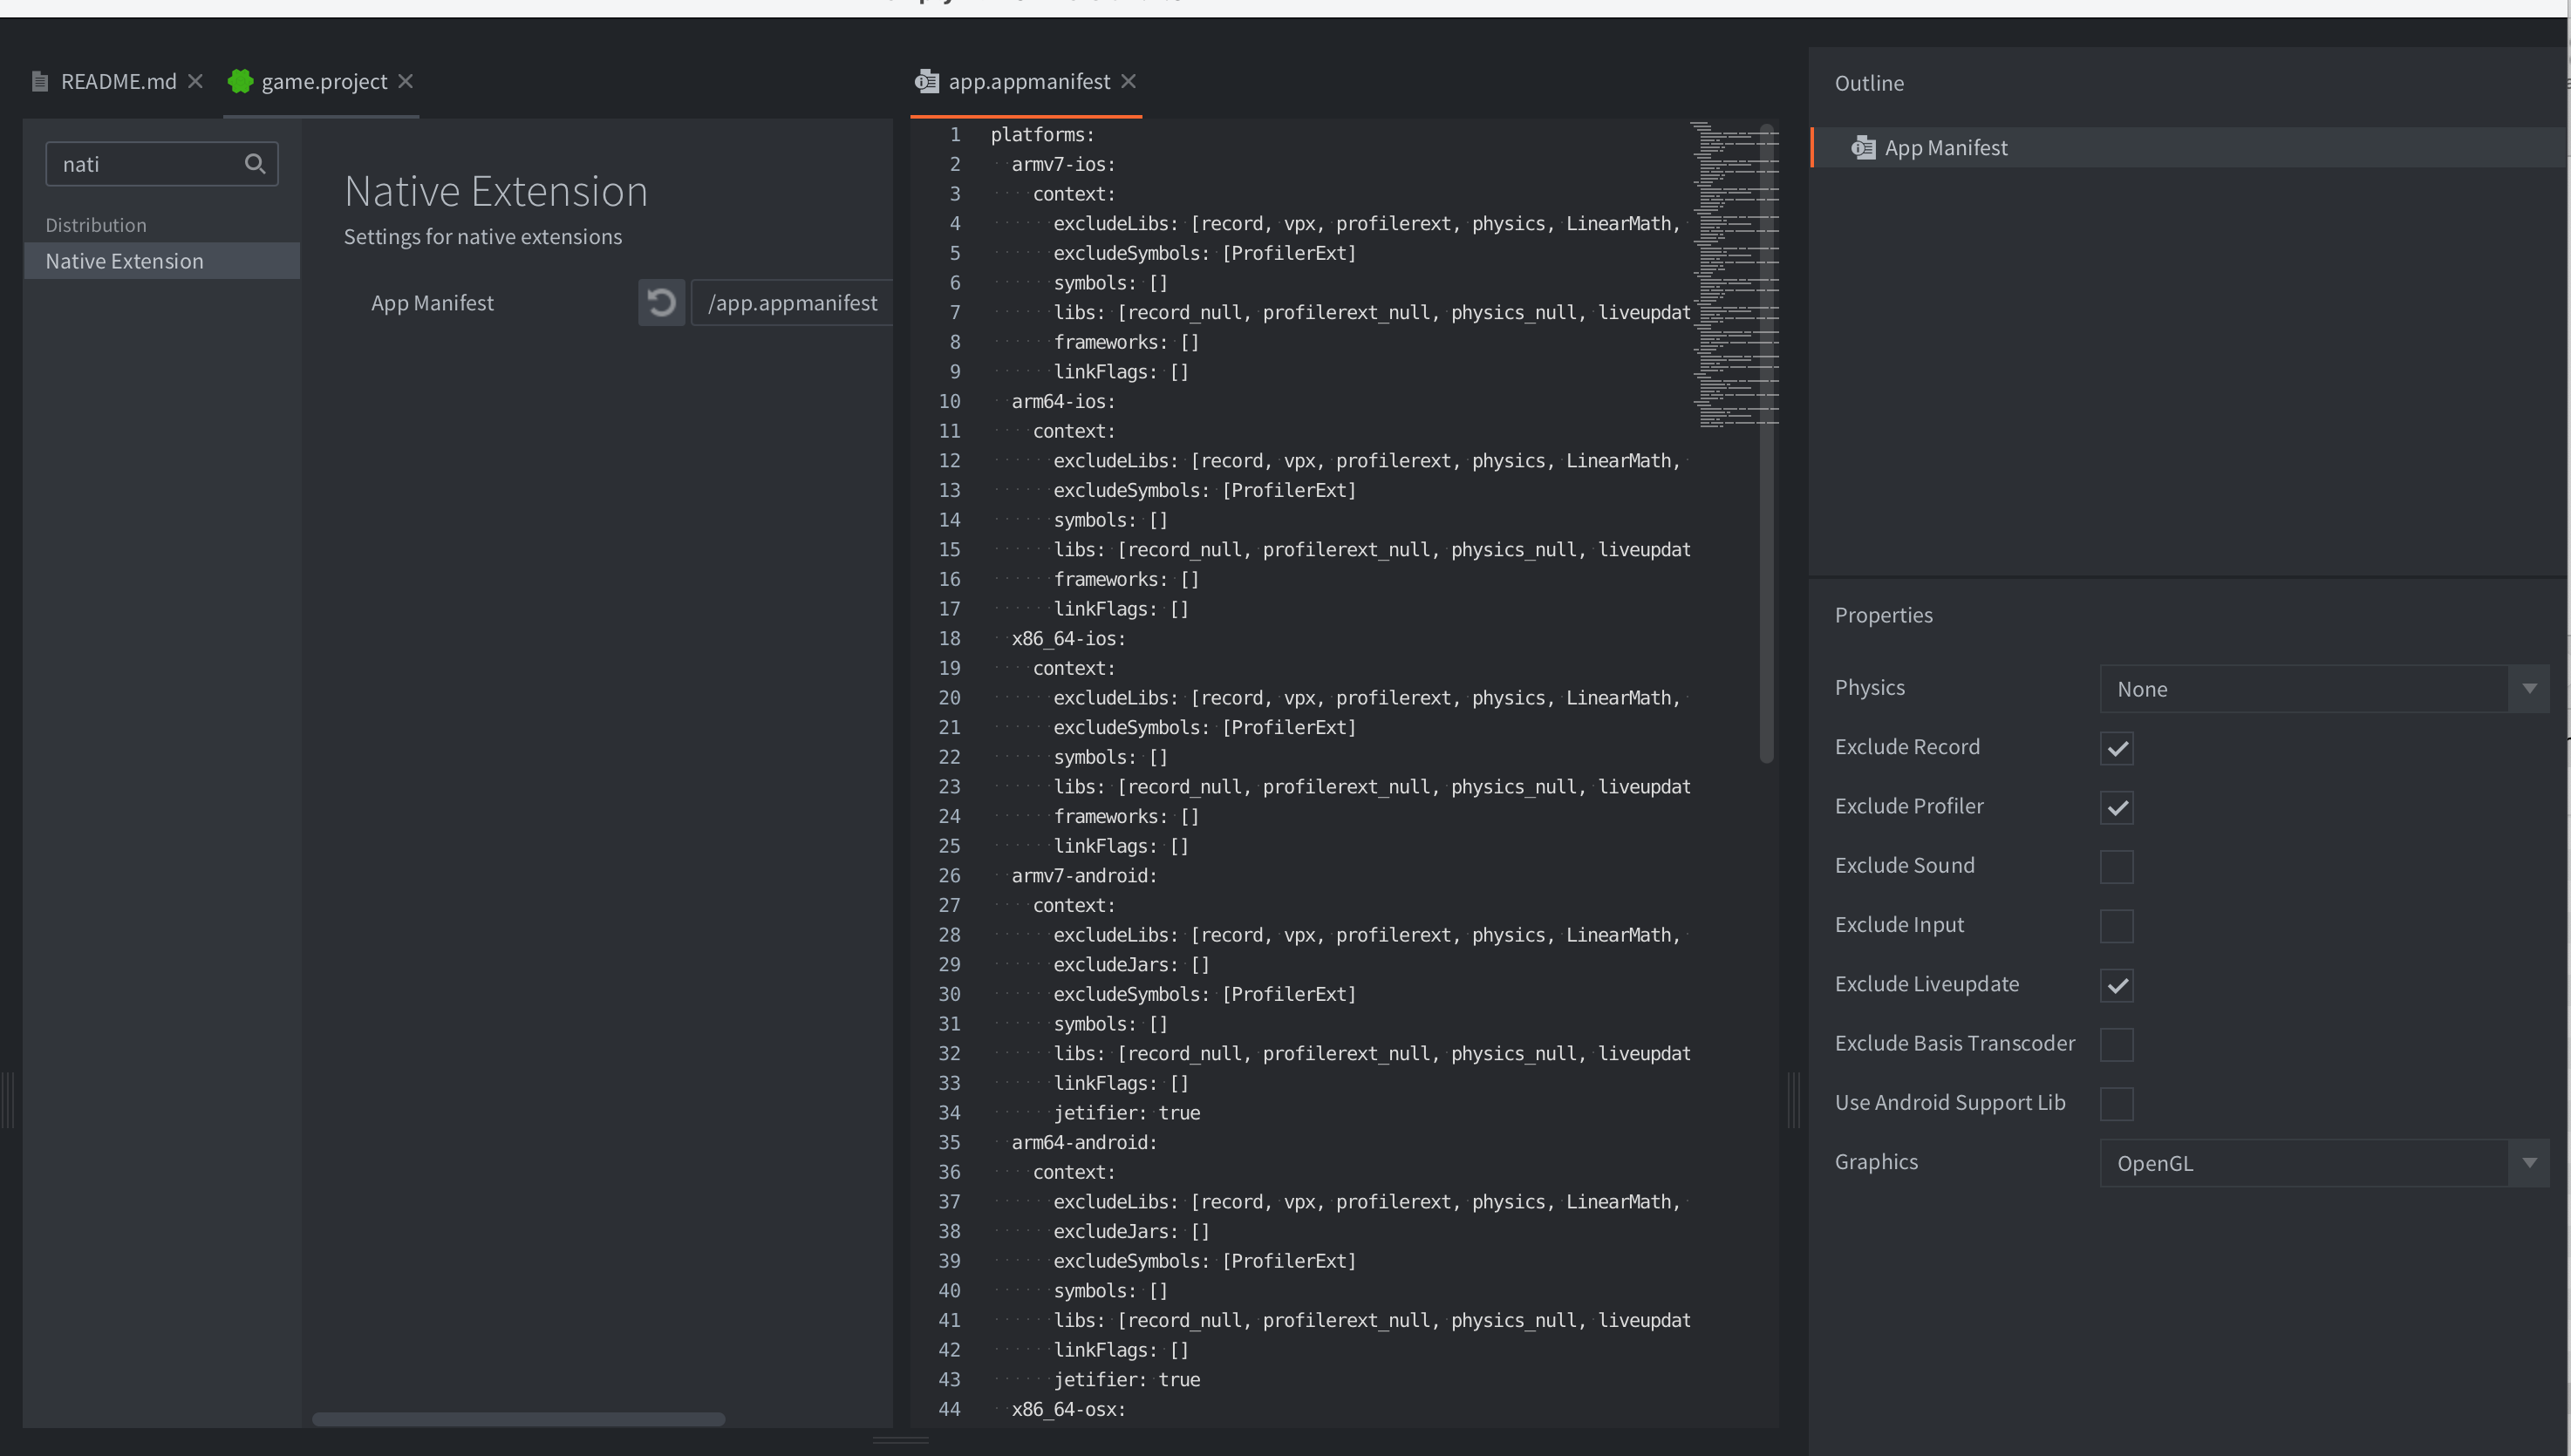 README.md
game.project
nati
Distribution
Native Extension
Native Extension
Settings for native extensions
App Manifest
/app.appmanifest
app.appmanifest
1 platforms:
2 armv7-ios:
3 context:
4 excludeLibs: [record, vpx, profilerext, physics, LinearMath,
5 excludeSymbols: [ProfilerExt]
6 symbols: []
7 libs: [record_null, profilerext_null, physics_null, liveupdat
8 frameworks: []
9 linkFlags: []
10 arm64-ios:
11 context:
12 excludeLibs: [record, vpx, profilerext, physics, LinearMath,
13 excludeSymbols: [ProfilerExt]
14 symbols: []
15 libs: [record_null, profilerext_null, physics_null, liveupdat
16 frameworks: []
17 linkFlags: []
18 x86_64-ios:
19 context:
20 excludeLibs: [record, vpx, profilerext, physics, LinearMath,
21 excludeSymbols: [ProfilerExt]
22 symbols: []
23 libs: [record_null, profilerext_null, physics_null, liveupdat
24 frameworks: []
25 linkFlags: []
26 armv7-android:
27 context:
28 excludeLibs: [record, vpx, profilerext, physics, LinearMath,
29 excludeJars: []
30 excludeSymbols: [ProfilerExt]
31 symbols: []
32 libs: [record_null, profilerext_null, physics_null, liveupdat
33 linkFlags: []
34 jetifier: true
35 arm64-android:
36 context:
37 excludeLibs: [record, vpx, profilerext, physics, LinearMath,
38 excludeJars: []
39 excludeSymbols: [ProfilerExt]
40 symbols: []
41 libs: [record_null, profilerext_null, physics_null, liveupdat
42 linkFlags: []
43 jetifier: true
44 x86_64-osx:
Outline
App Manifest
Properties
Physics None
Exclude Record
Exclude Profiler
Exclude Sound
Exclude Input
Exclude Liveupdate
Exclude Basis Transcoder
Use Android Support Lib
Graphics OpenGL